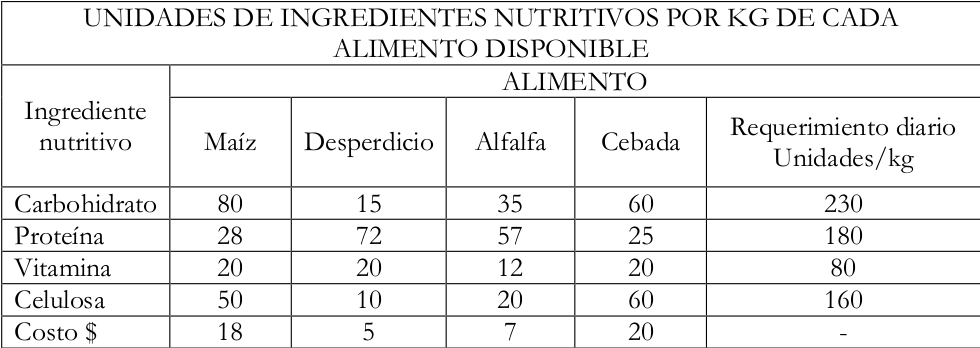 UNIDADES DE INGREDIENTES NUTRITIVOS POR KG DE CADA
ALIMENTO DISPONIBLE
Ingrediente
nutritivo
ALIMENTO
Maíz Desperdicio Alfalfa Cebada Requerimiento diario
Unidades/kg
Carbohidrato 80 15 35 60 230
Proteína 28 72 57 25 180
Vitamina 20 20 12 20 80
Celulosa 50 10 20 60 160
Costo $ 18 5 7 20 -